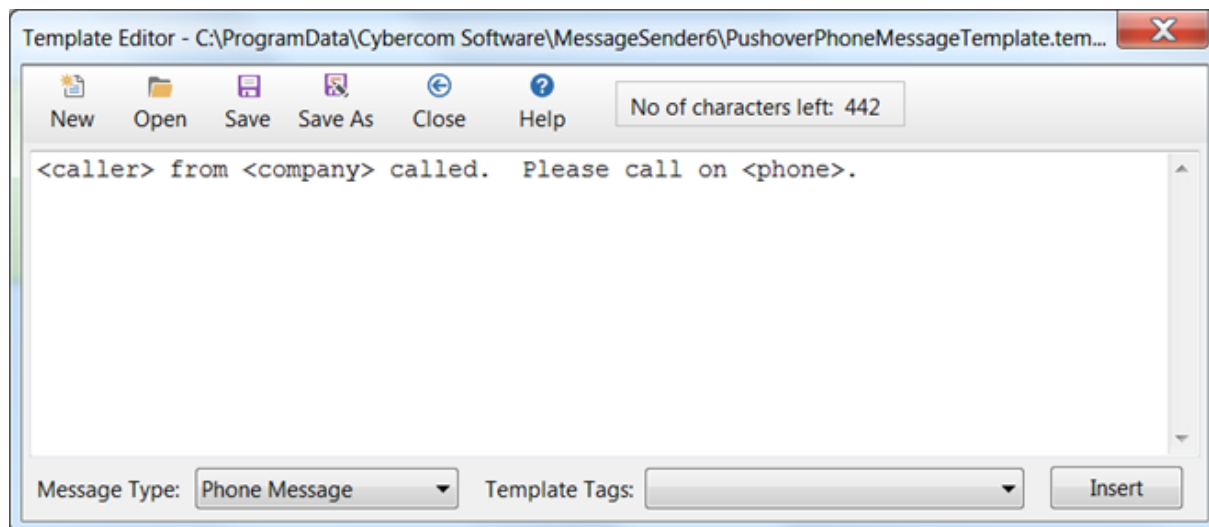 Template Editor - C:\ProgramData\Cybercom Software\MessageSender6\PushoverPhoneMessageTemplate.tem...
New Open Save Save As Close Help No of characters left: 442
<caller> from <company> called.  Please call on <phone>.
Message Type: Phone Message Template Tags: Insert